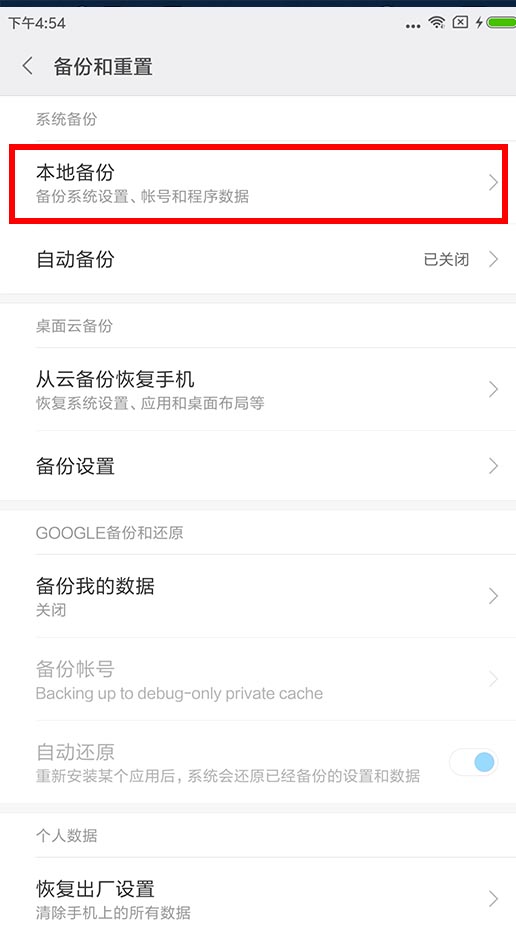 下午4:54
备份和重置
系统备份
本地备份
备份系统设置、帐号和程序数据
自动备份
已关闭
桌面云备份
从云备份恢复手机
恢复系统设置、应用和桌面布局等
备份设置
GOOGLE备份和还原
备份我的数据
关闭
备份帐号
Backing up to debug-only private cache
自动还原
重新安装某个应用后，系统会还原已经备份的设置和数据
个人数据
恢复出厂设置
清除手机上的所有数据